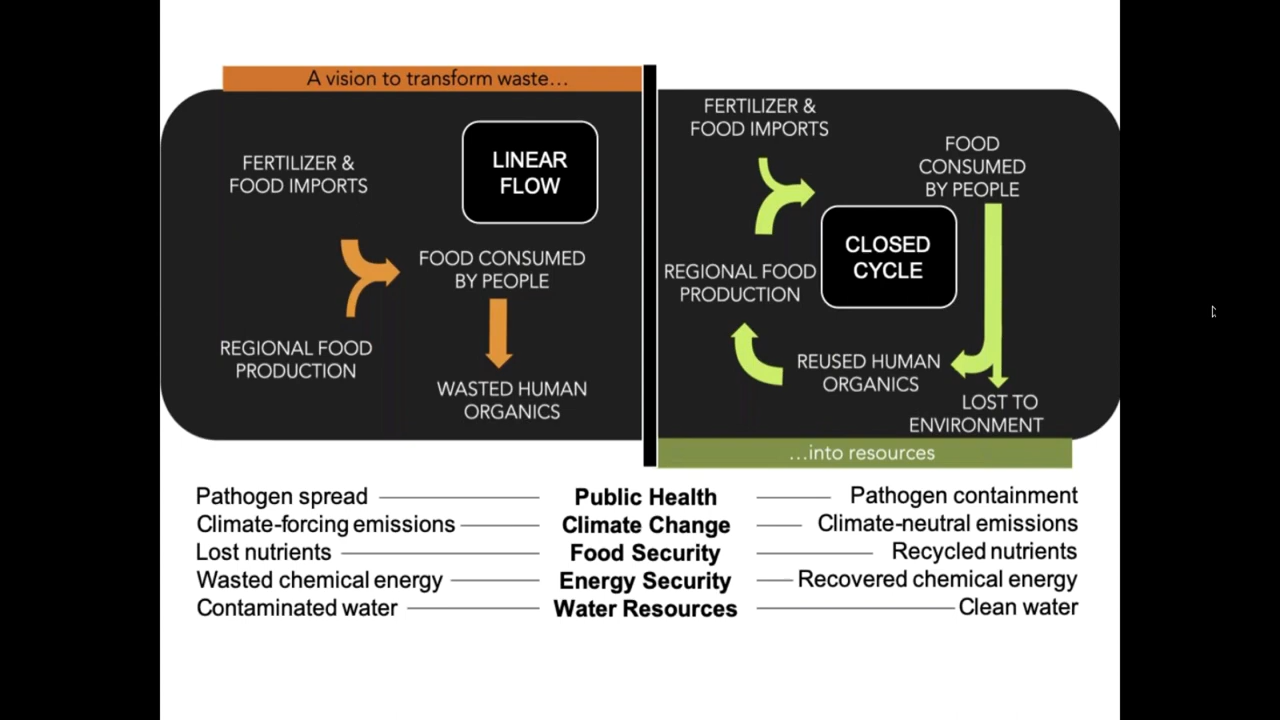 A vision to transform waste…
FERTILIZER &
FOOD IMPORTS
LINEAR
FLOW
FOOD CONSUMED
BY PEOPLE
REGIONAL FOOD
PRODUCTION
WASTED HUMAN
ORGANICS
FERTILIZER &
FOOD IMPORTS
FOOD
CONSUMED
BY PEOPLE
CLOSED
CYCLE
REGIONAL FOOD
PRODUCTION
REUSED HUMAN
ORGANICS
LOST TO
ENVIRONMENT
…into resources
Pathogen spread Public Health Pathogen containment
Climate-forcing emissions Climate Change Climate-neutral emissions
Lost nutrients Food Security Recycled nutrients
Wasted chemical energy Energy Security Recovered chemical energy
Contaminated water Water Resources Clean water